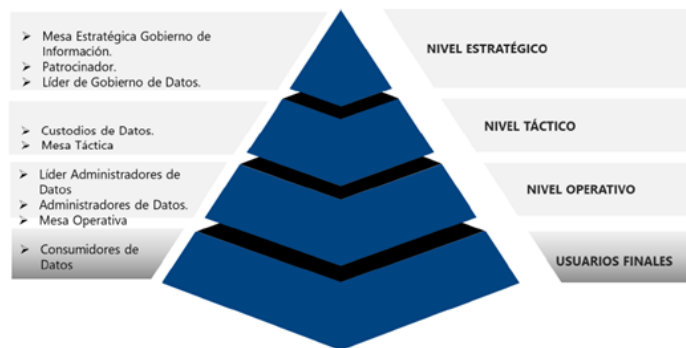 ➤ Mesa Estratégica Gobierno de
Información.
➤ Patrocinador.
➤ Líder de Gobierno de Datos.
NIVEL ESTRATÉGICO
➤ Custodios de Datos.
➤ Mesa Táctica
NIVEL TÁCTICO
➤ Líder Administradores de
Datos
➤ Administradores de Datos.
➤ Mesa Operativa
NIVEL OPERATIVO
➤ Consumidores de
Datos
USUARIOS FINALES